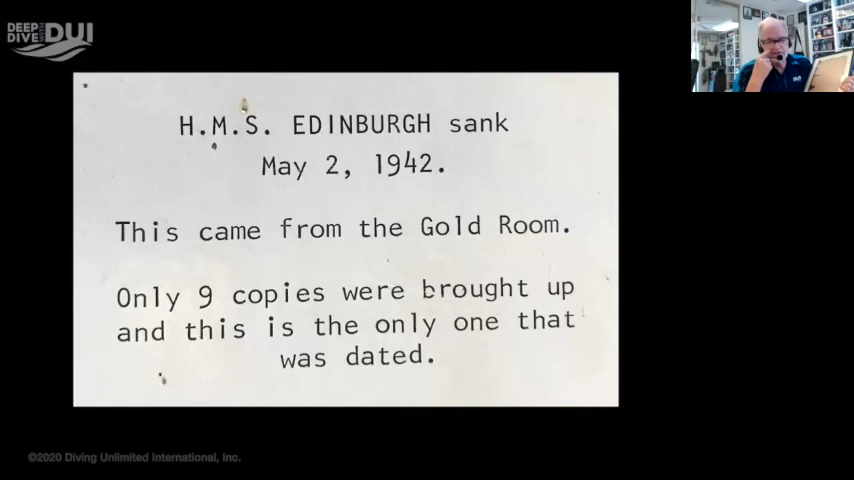 DEEP
DIVE WITH
DUI
H.M.S. EDINBURGH sank
May 2, 1942.
This came from the Gold Room.
Only 9 copies were brought up
and this is the only one that
was dated.
©2020 Diving Unlimited International, Inc.